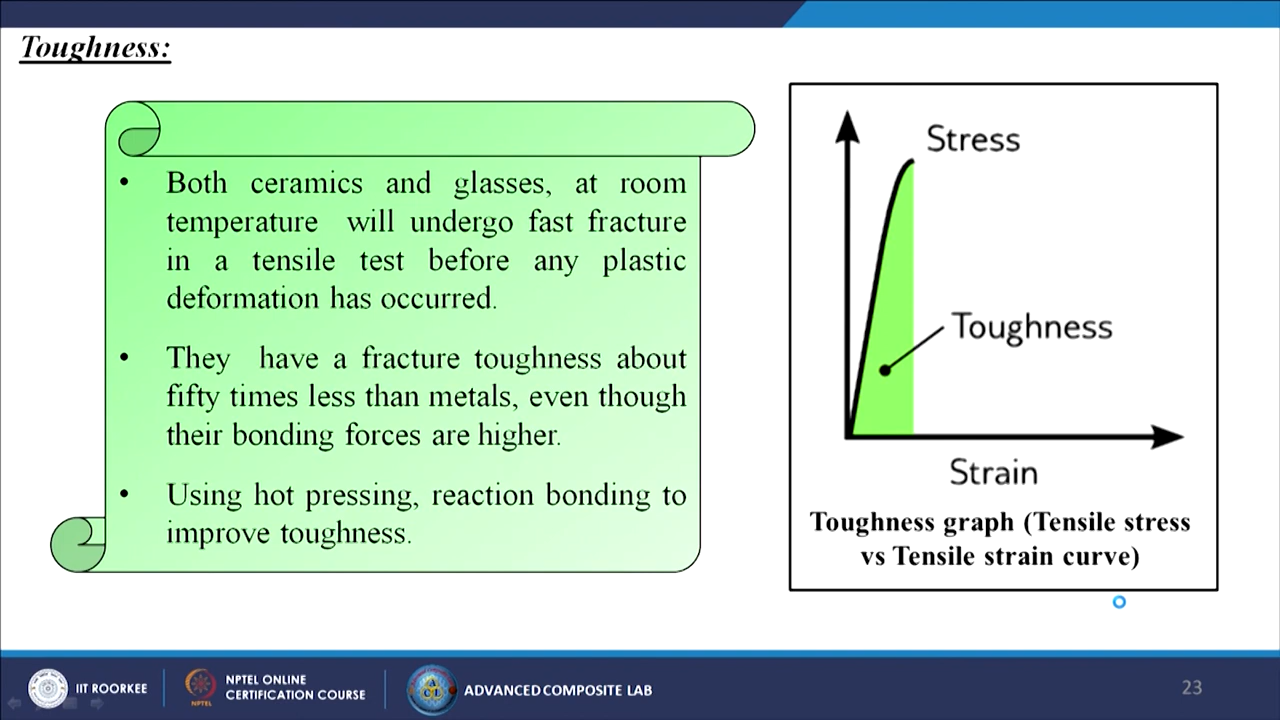 Toughness:
• Both ceramics and glasses, at room
temperature will undergo fast fracture
in a tensile test before any plastic
deformation has occurred.
• They have a fracture toughness about
fifty times less than metals, even though
their bonding forces are higher.
• Using hot pressing, reaction bonding to
improve toughness.
Stress
Toughness
Strain
Toughness graph (Tensile stress
vs Tensile strain curve)
IIT ROORKEE
NPTEL
NPTEL ONLINE
CERTIFICATION COURSE
ADVANCED COMPOSITE LAB
23